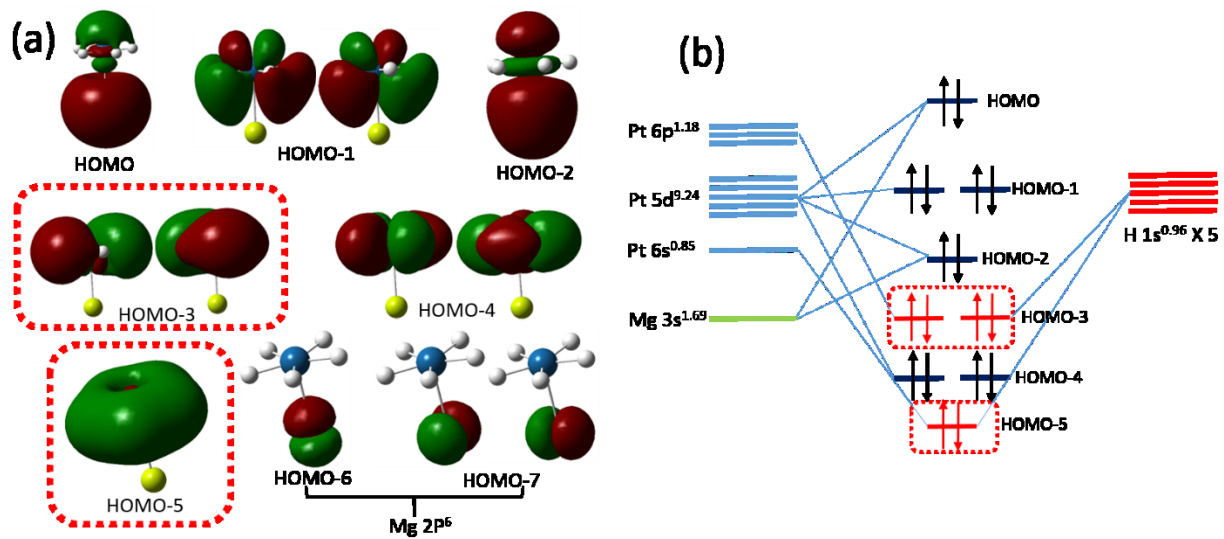 (a)
HOMO
HOMO-1
HOMO-2
HOMO-3
HOMO-4
HOMO-5
HOMO-6
HOMO-7
Mg 2P⁶
(b)
Pt 6p¹·¹⁸
Pt 5d⁹·²⁴
Pt 6s⁰·⁸⁵
Mg 3s¹·⁶⁹
HOMO
HOMO-1
HOMO-2
HOMO-3
HOMO-4
HOMO-5
H 1s⁰·⁹⁶ X 5